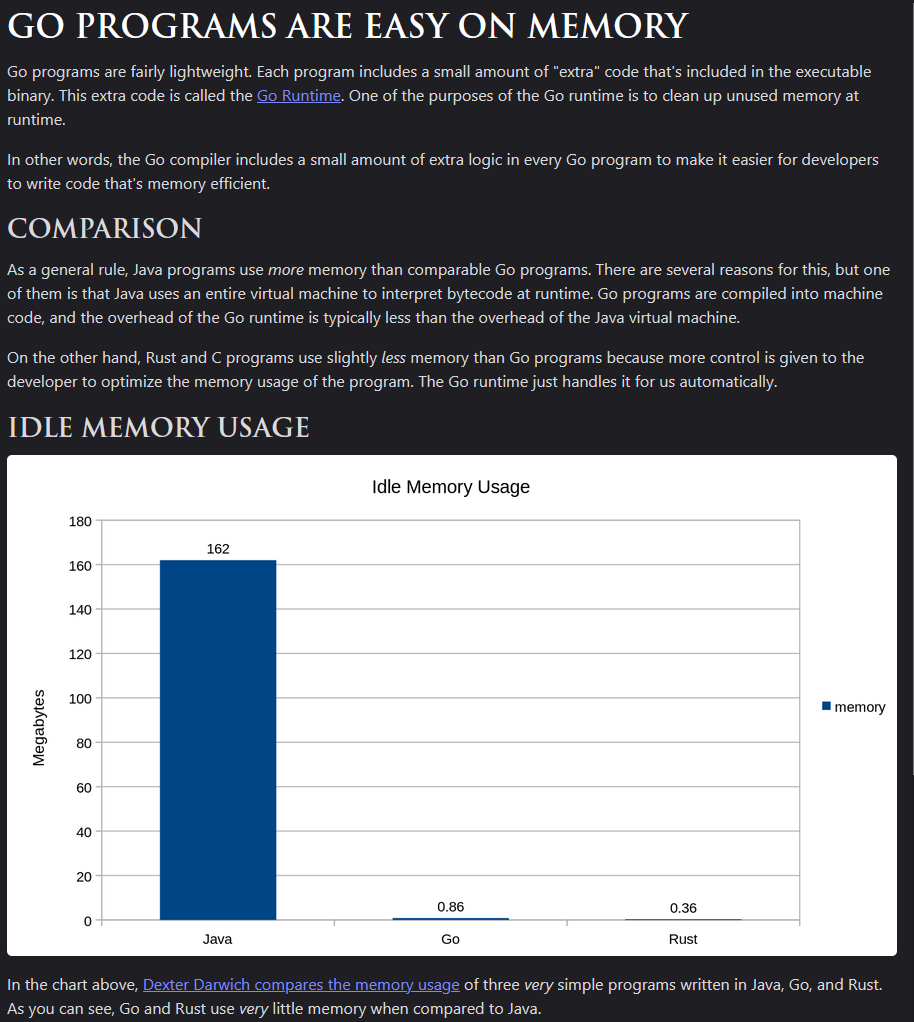 GO PROGRAMS ARE EASY ON MEMORY
Go programs are fairly lightweight. Each program includes a small amount of "extra" code that's included in the executable
binary. This extra code is called the Go Runtime. One of the purposes of the Go runtime is to clean up unused memory at
runtime.
In other words, the Go compiler includes a small amount of extra logic in every Go program to make it easier for developers
to write code that's memory efficient.
COMPARISON
As a general rule, Java programs use more memory than comparable Go programs. There are several reasons for this, but one
of them is that Java uses an entire virtual machine to interpret bytecode at runtime. Go programs are compiled into machine
code, and the overhead of the Go runtime is typically less than the overhead of the Java virtual machine.
On the other hand, Rust and C programs use slightly less memory than Go programs because more control is given to the
developer to optimize the memory usage of the program. The Go runtime just handles it for us automatically.
IDLE MEMORY USAGE
Idle Memory Usage
180
160
140
120
100
80
60
40
20
0
Megabytes
162
0.86
0.36
Java
Go
Rust
memory
In the chart above, Dexter Darwich compares the memory usage of three very simple programs written in Java, Go, and Rust.
As you can see, Go and Rust use very little memory when compared to Java.